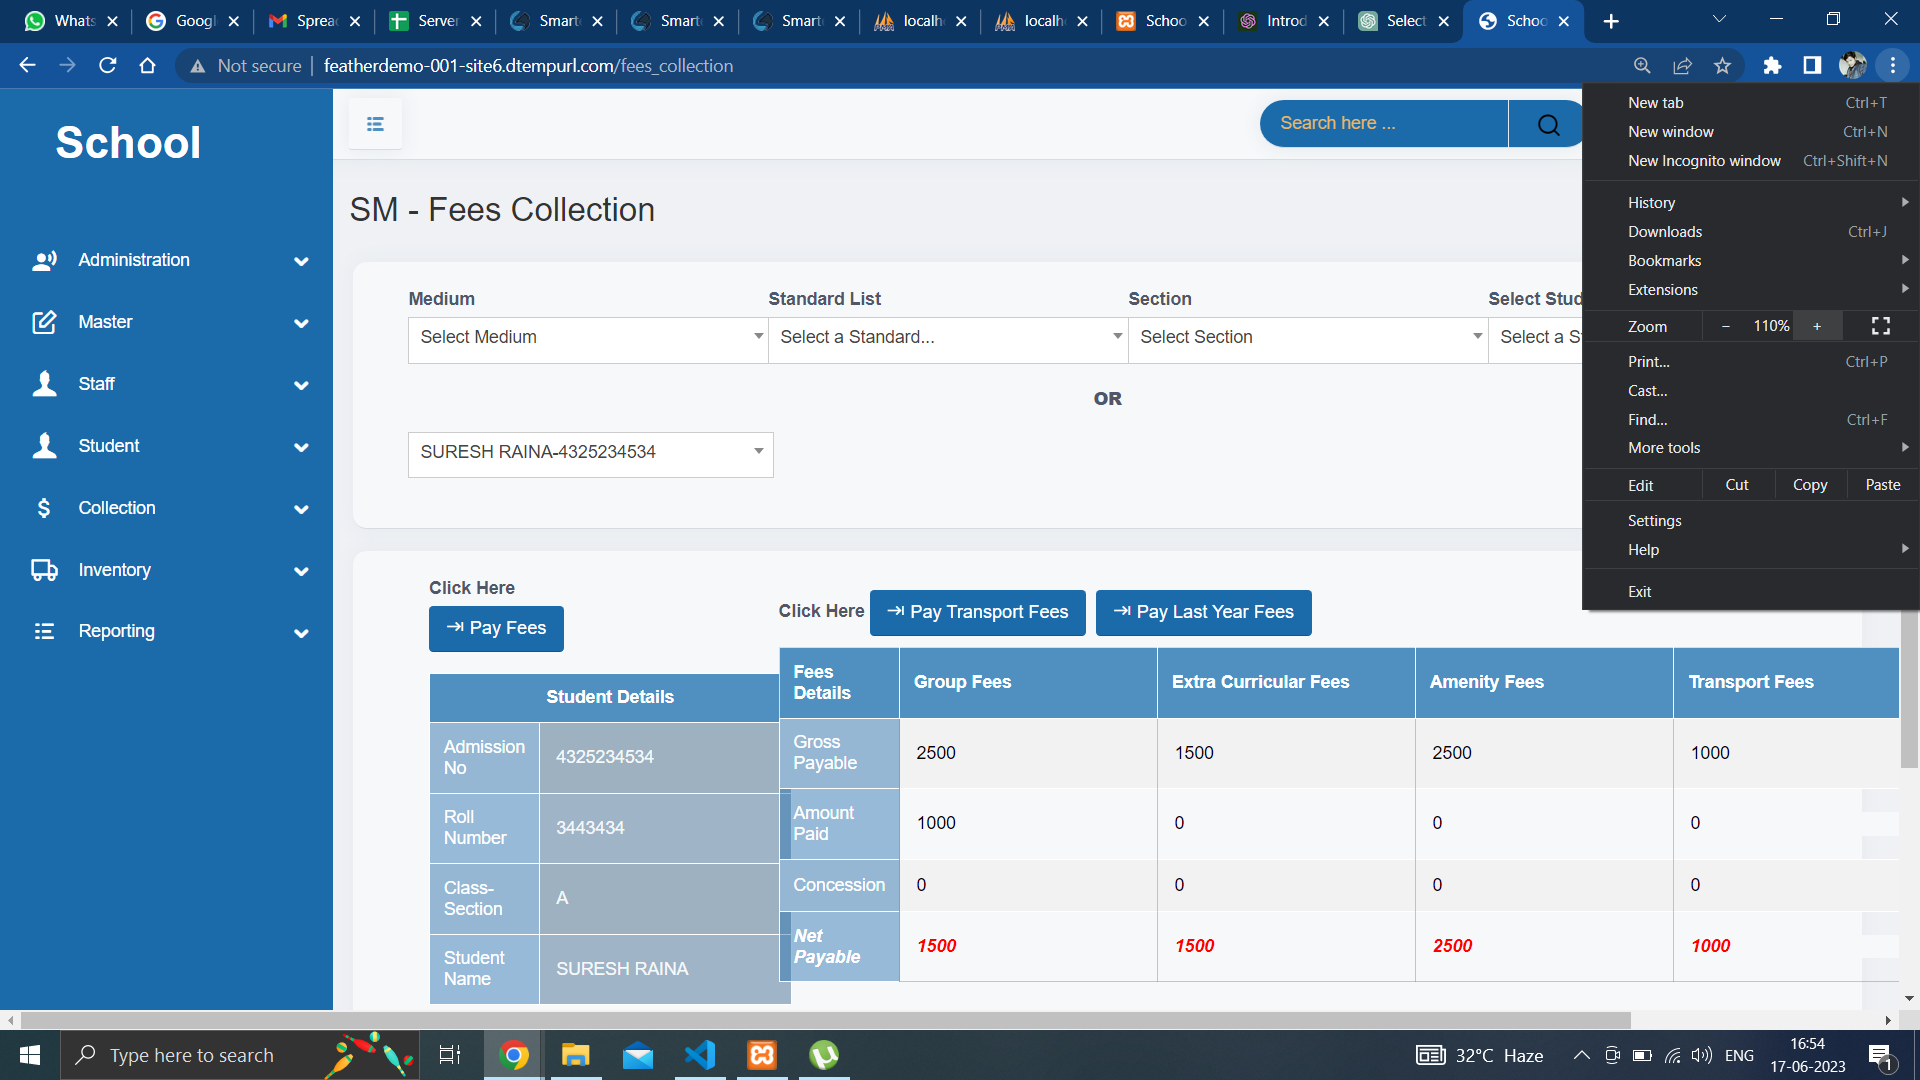 Whats
Googl
Spreac
Server
Smarte
Smarte
Smarte
localh
localh
Schoo
Introd
Select
Schoo
Not secure
featherdemo-001-site6.dtempurl.com/fees_collection
New tab Ctrl+T
New window Ctrl+N
New Incognito window Ctrl+Shift+N
History
Downloads Ctrl+J
Bookmarks
Extensions
Zoom − 110% +
Print... Ctrl+P
Cast...
Find... Ctrl+F
More tools
Edit Cut Copy Paste
Settings
Help
Exit
School
Administration
Master
Staff
Student
Collection
Inventory
Reporting
Search here ...
SM - Fees Collection
Medium Standard List Section Select Stud
Select Medium Select a Standard... Select Section Select a S
OR
SURESH RAINA-4325234534
Click Here
Pay Fees
Click Here Pay Transport Fees Pay Last Year Fees
Student Details
Admission No 4325234534
Roll Number 3443434
Class-Section A
Student Name SURESH RAINA
Fees Details Group Fees Extra Curricular Fees Amenity Fees Transport Fees
Gross Payable 2500 1500 2500 1000
Amount Paid 1000 0 0 0
Concession 0 0 0 0
Net Payable 1500 1500 2500 1000
Type here to search
32°C Haze
ENG
16:54
17-06-2023
1